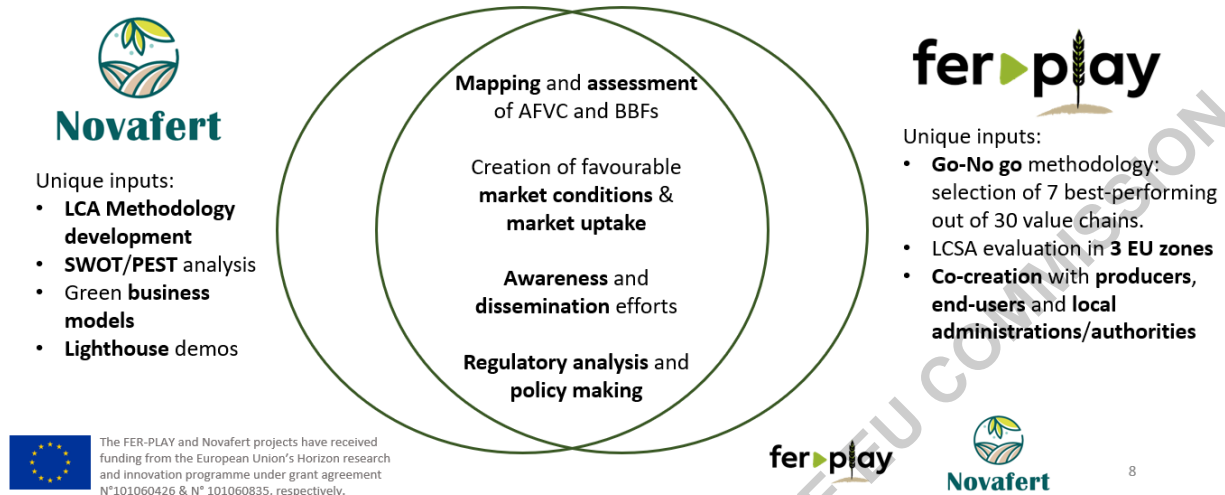 Novafert
Unique inputs:
• LCA Methodology
development
• SWOT/PEST analysis
• Green business
models
• Lighthouse demos
Mapping and assessment
of AFVC and BBFs
Creation of favourable
market conditions &
market uptake
Awareness and
dissemination efforts
Regulatory analysis and
policy making
fer play
Unique inputs:
• Go-No go methodology:
selection of 7 best-performing
out of 30 value chains.
• LCSA evaluation in 3 EU zones
• Co-creation with producers,
end-users and local
administrations/authorities
The FER-PLAY and Novafert projects have received
funding from the European Union's Horizon research
and innovation programme under grant agreement
N°101060426 & N° 101060835, respectively.
fer play
Novafert
8
EU COMMISSION